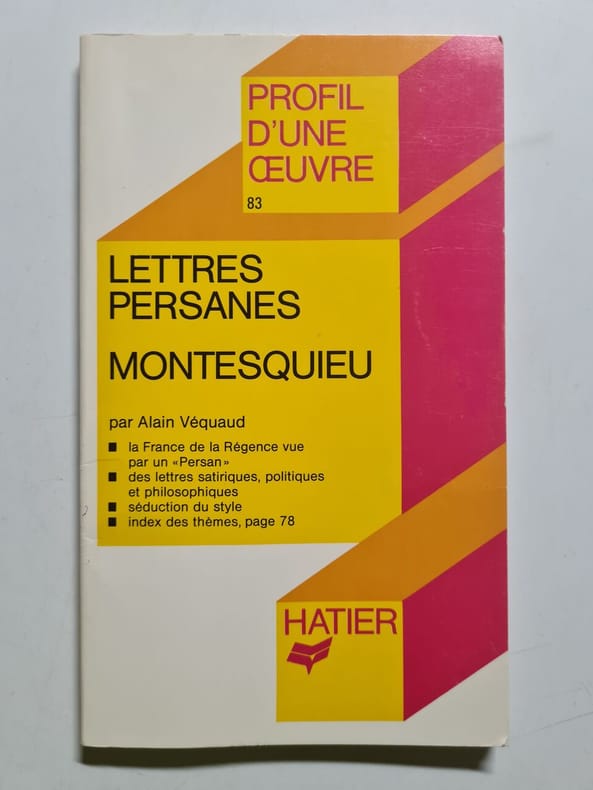 PROFIL
D'UNE
ŒUVRE
83
LETTRES
PERSANES
MONTESQUIEU
par Alain Véquaud
■ la France de la Régence vue
par un «Persan»
■ des lettres satiriques, politiques
et philosophiques
■ séduction du style
■ index des thèmes, page 78
HATIER